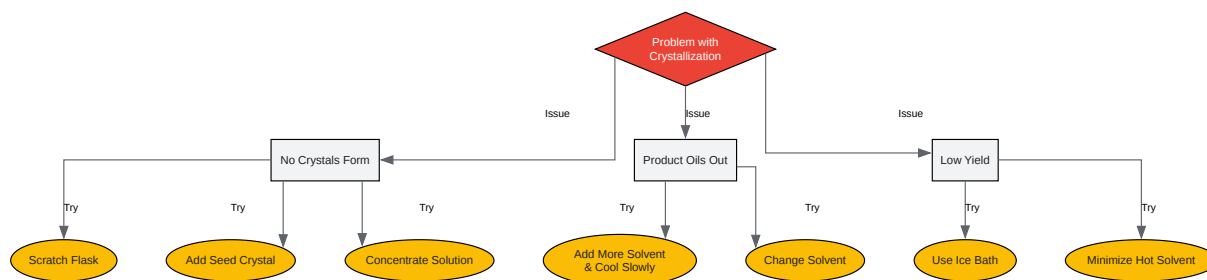 Problem with
Crystallization
Issue
Issue
Issue
No Crystals Form
Product Oils Out
Low Yield
Try
Try
Try
Try
Try
Try
Try
Scratch Flask
Add Seed Crystal
Concentrate Solution
Add More Solvent
& Cool Slowly
Change Solvent
Use Ice Bath
Minimize Hot Solvent